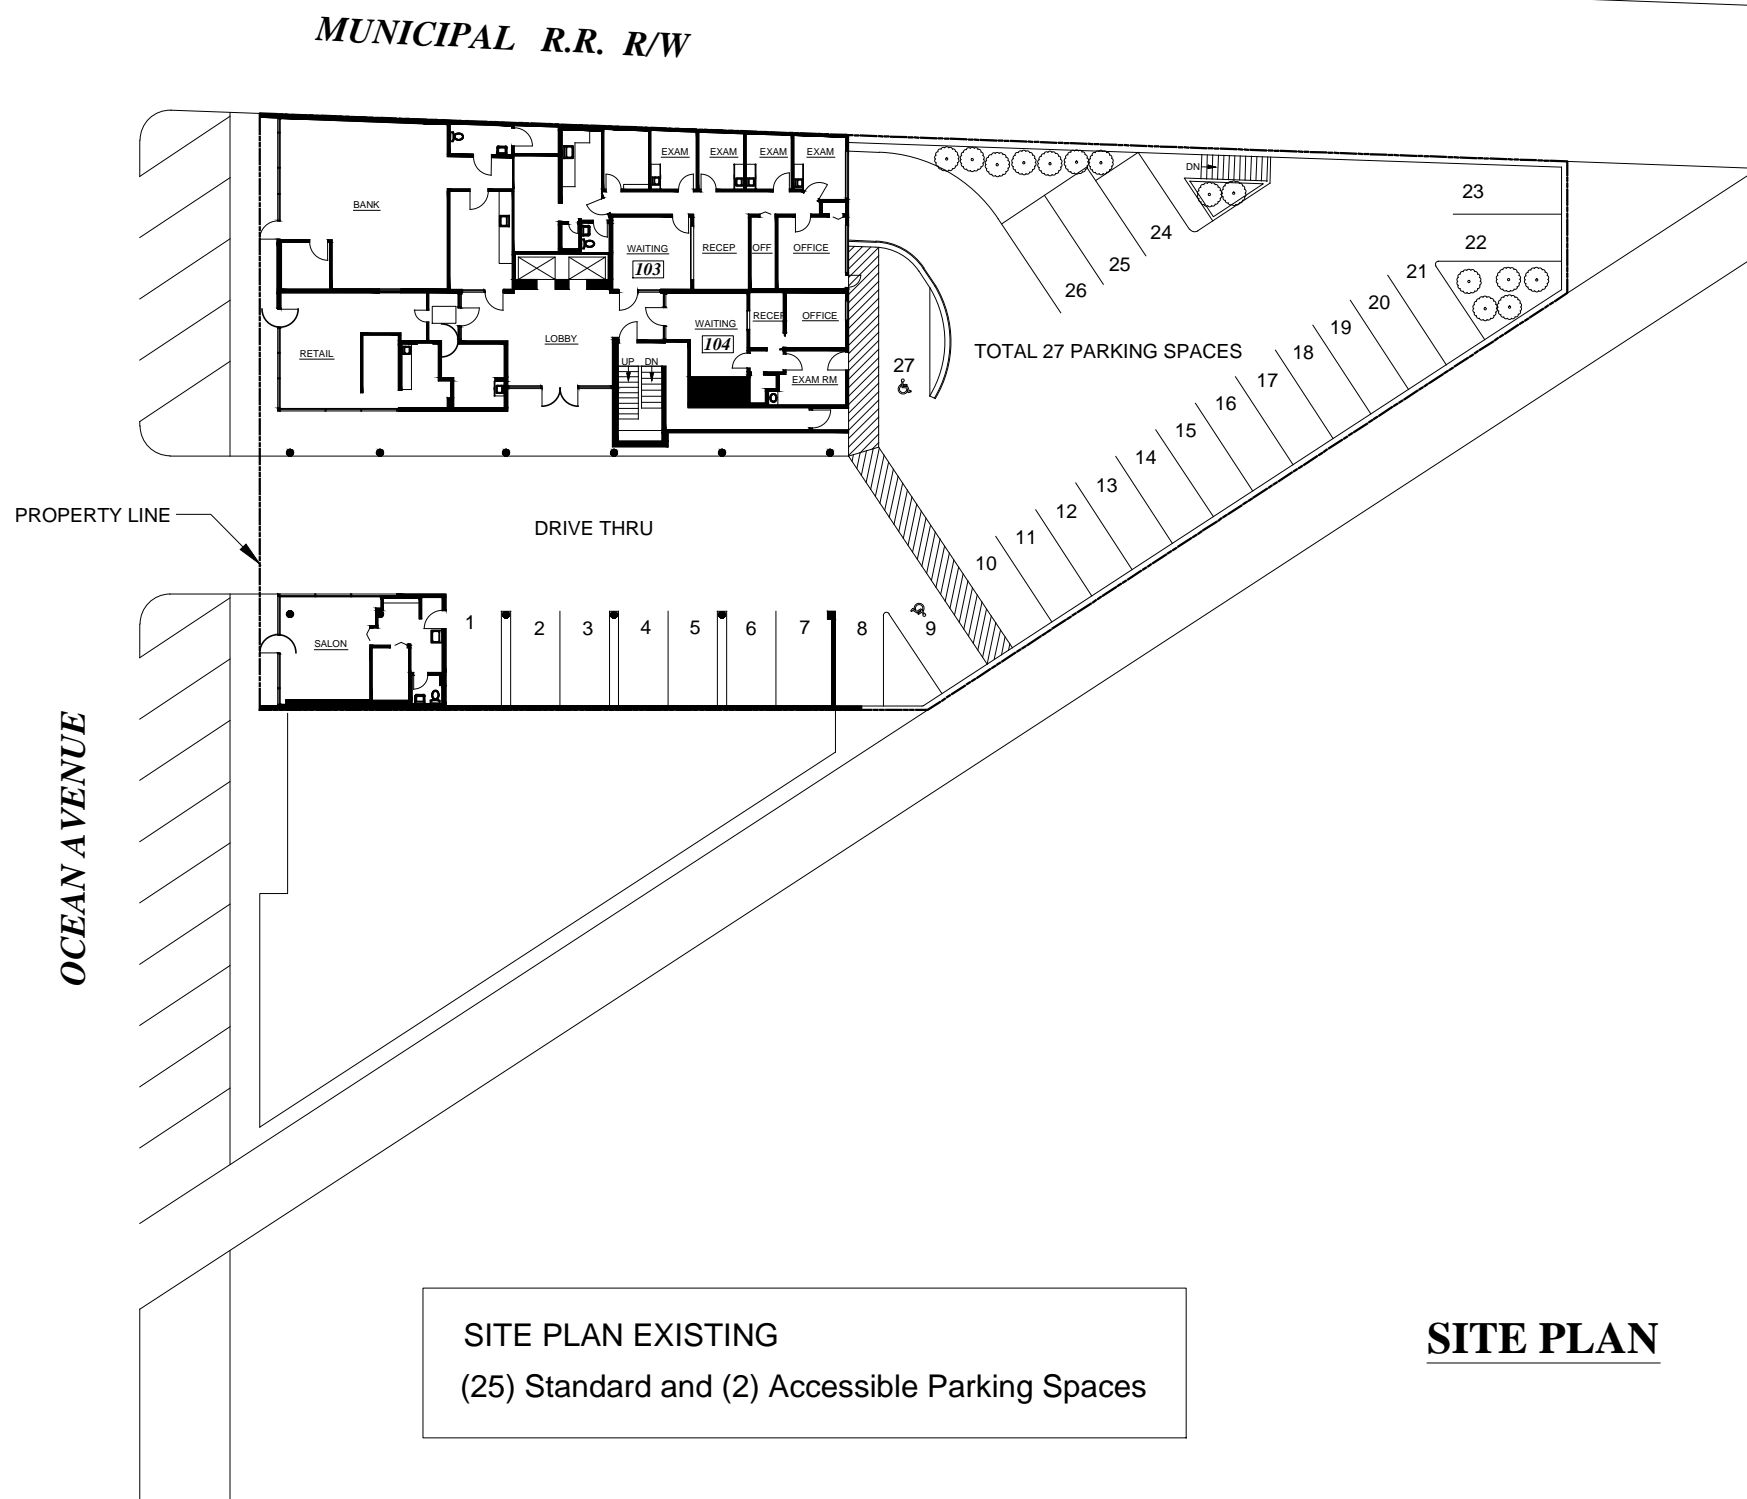 MUNICIPAL R.R. R/W
EXAM
EXAM
EXAM
EXAM
DN
23
BANK
24
22
WAITING
RECEP
OFF
OFFICE
103
25
21
26
20
RECEP
OFFICE
WAITING
19
LOBBY
104
RETAIL
TOTAL 27 PARKING SPACES
18
UP DN
27
EXAM RM
17
16
15
14
13
12
11
10
PROPERTY LINE
DRIVE THRU
SALON
1
2
3
4
5
6
7
8
9
OCEAN AVENUE
SITE PLAN EXISTING
(25) Standard and (2) Accessible Parking Spaces
SITE PLAN